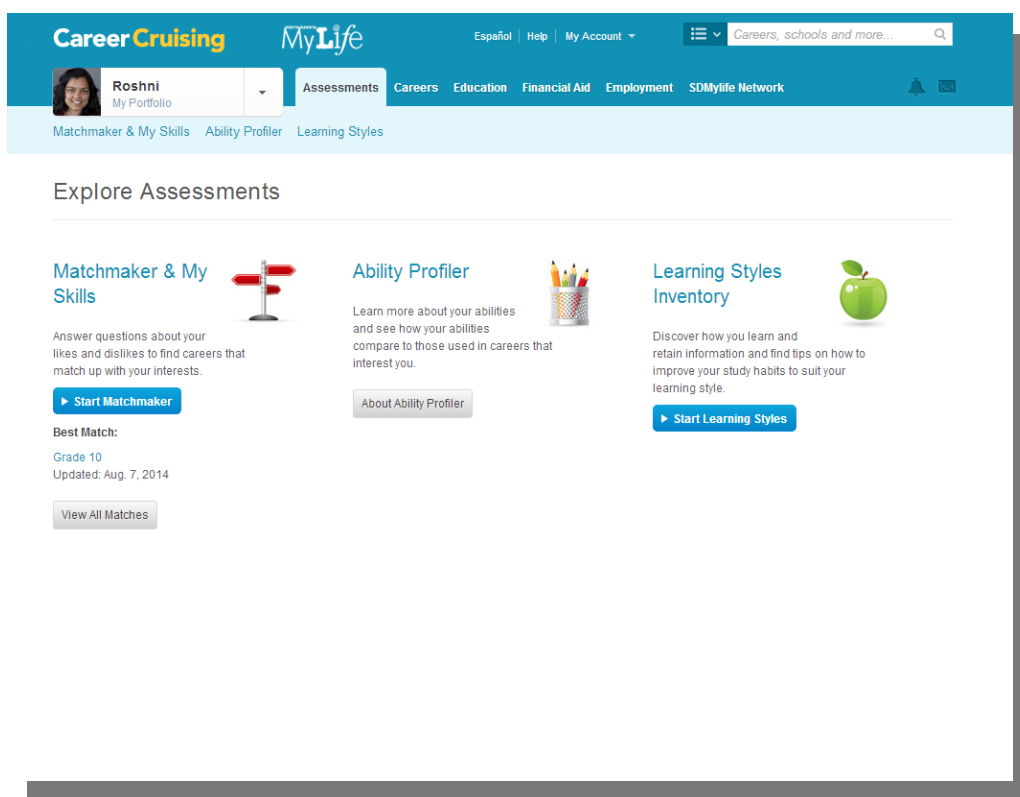 Career Cruising
MyLife
Español
Help
My Account
Careers, schools and more...
Roshni
My Portfolio
Assessments
Careers
Education
Financial Aid
Employment
SDMylife Network
Matchmaker & My Skills
Ability Profiler
Learning Styles
Explore Assessments
Matchmaker & My
Skills
Answer questions about your
likes and dislikes to find careers that
match up with your interests.
Start Matchmaker
Best Match:
Grade 10
Updated: Aug. 7, 2014
View All Matches
Ability Profiler
Learn more about your abilities
and see how your abilities
compare to those used in careers that
interest you.
About Ability Profiler
Learning Styles
Inventory
Discover how you learn and
retain information and find tips on how to
improve your study habits to suit your
learning style.
Start Learning Styles